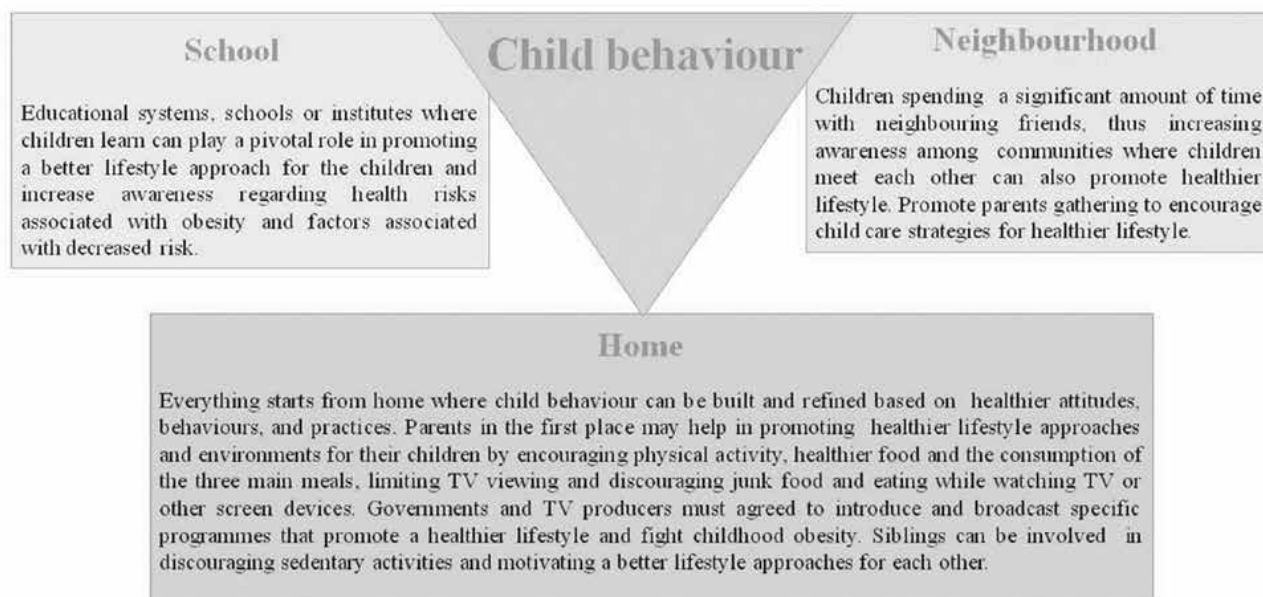 School
Educational systems, schools or institutes where
children learn can play a pivotal role in promoting
a better lifestyle approach for the children and
increase awareness regarding health risks
associated with obesity and factors associated
with decreased risk.
Child behaviour
Neighbourhood
Children spending a significant amount of time
with neighbouring friends, thus increasing
awareness among communities where children
meet each other can also promote healthier
lifestyle. Promote parents gathering to encourage
child care strategies for healthier lifestyle.
Home
Everything starts from home where child behaviour can be built and refined based on healthier attitudes,
behaviours, and practices. Parents in the first place may help in promoting healthier lifestyle approaches
and environments for their children by encouraging physical activity, healthier food and the consumption of
the three main meals, limiting TV viewing and discouraging junk food and eating while watching TV or
other screen devices. Governments and TV producers must agreed to introduce and broadcast specific
programmes that promote a healthier lifestyle and fight childhood obesity. Siblings can be involved in
discouraging sedentary activities and motivating a better lifestyle approaches for each other.